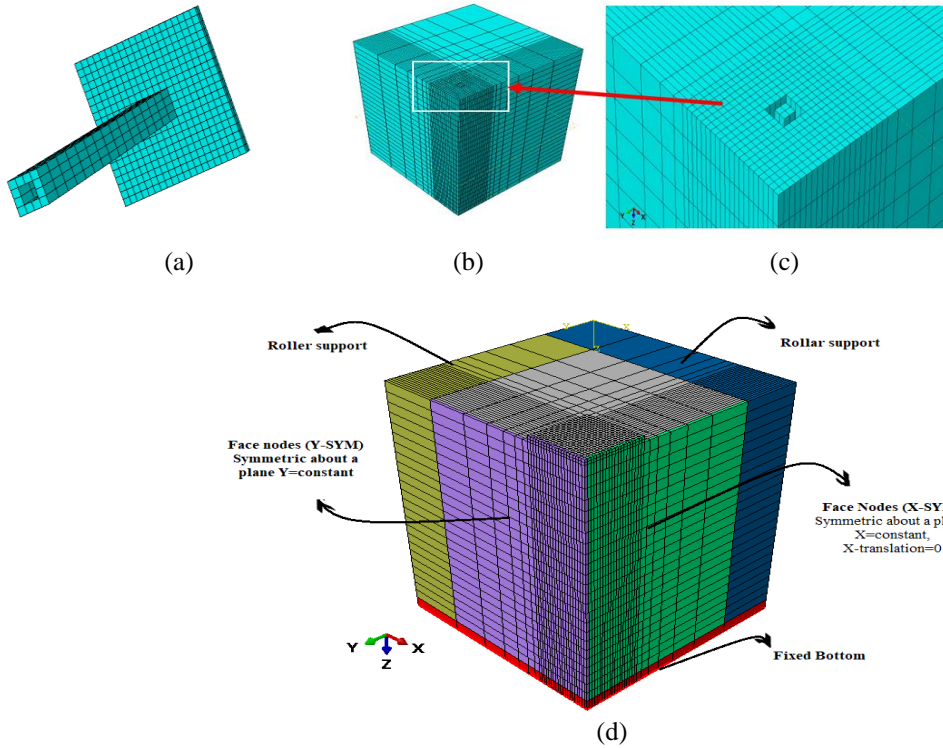 Y
X
Z
(a)
(b)
(c)
Roller support
Y
X
Z
Rollar support
Face nodes (Y-SYM)
Symmetric about a
plane Y=constant
Face Nodes (X-SY
Symmetric about a pl
X=constant,
X-translation=0
Y
X
Z
Fixed Bottom
(d)